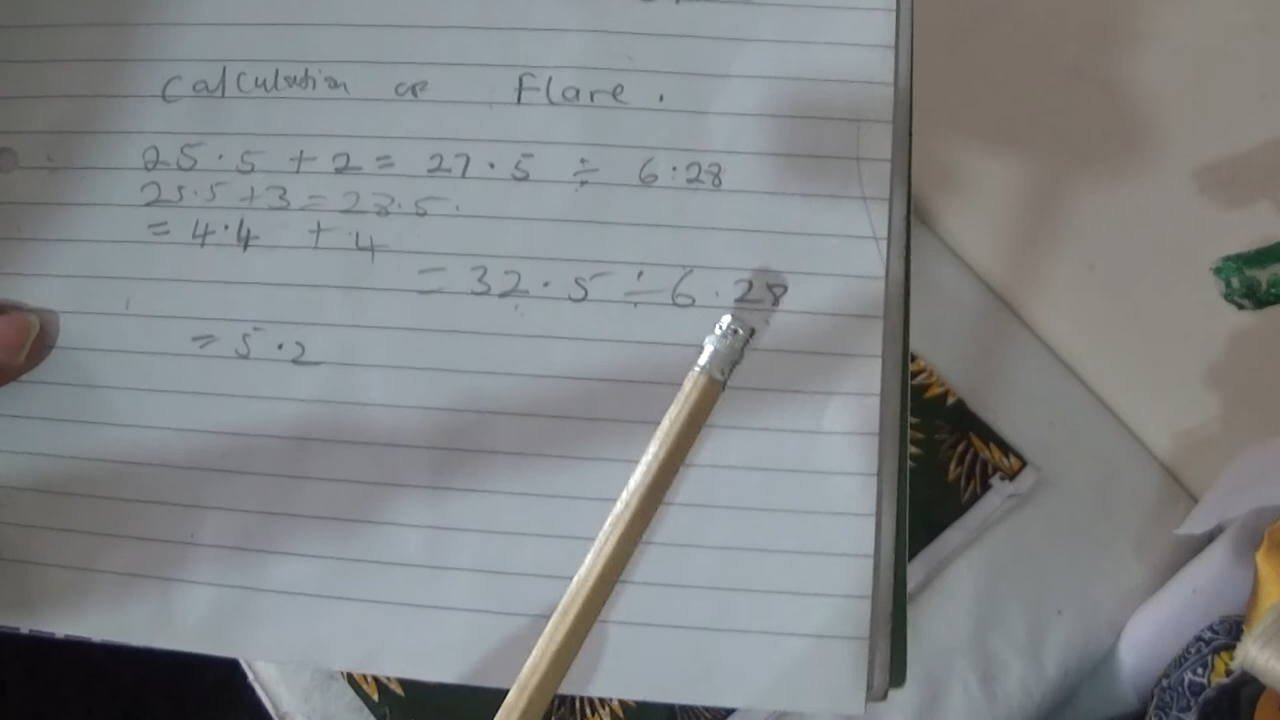 Calculation of Flare.
25.5 + 2 = 27.5 ÷ 6:28
25.5 + 3 = 28.5.
= 4.4 + 4
= 32.5 ÷ 6.28
= 5.2